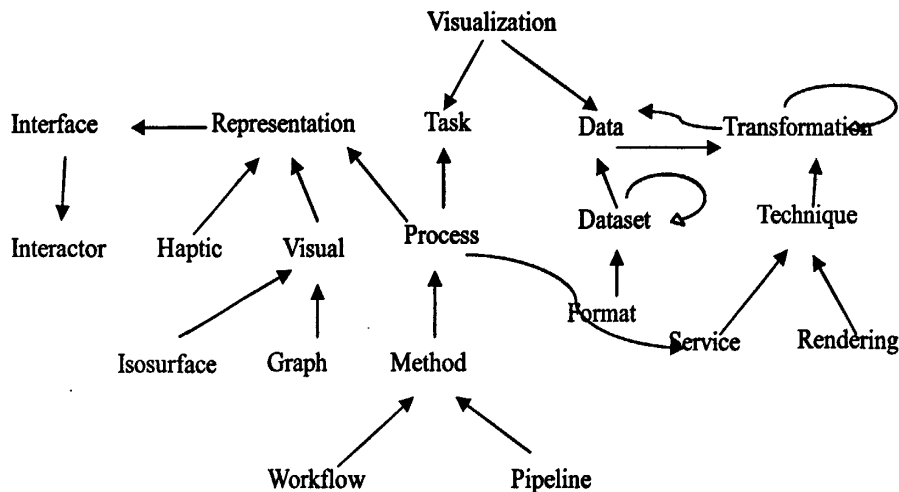 Visualization
Interface Representation Task Data Transformation
Interactor Haptic Visual Process Dataset Technique
Format
Isosurface Graph Method Service Rendering
Workflow Pipeline